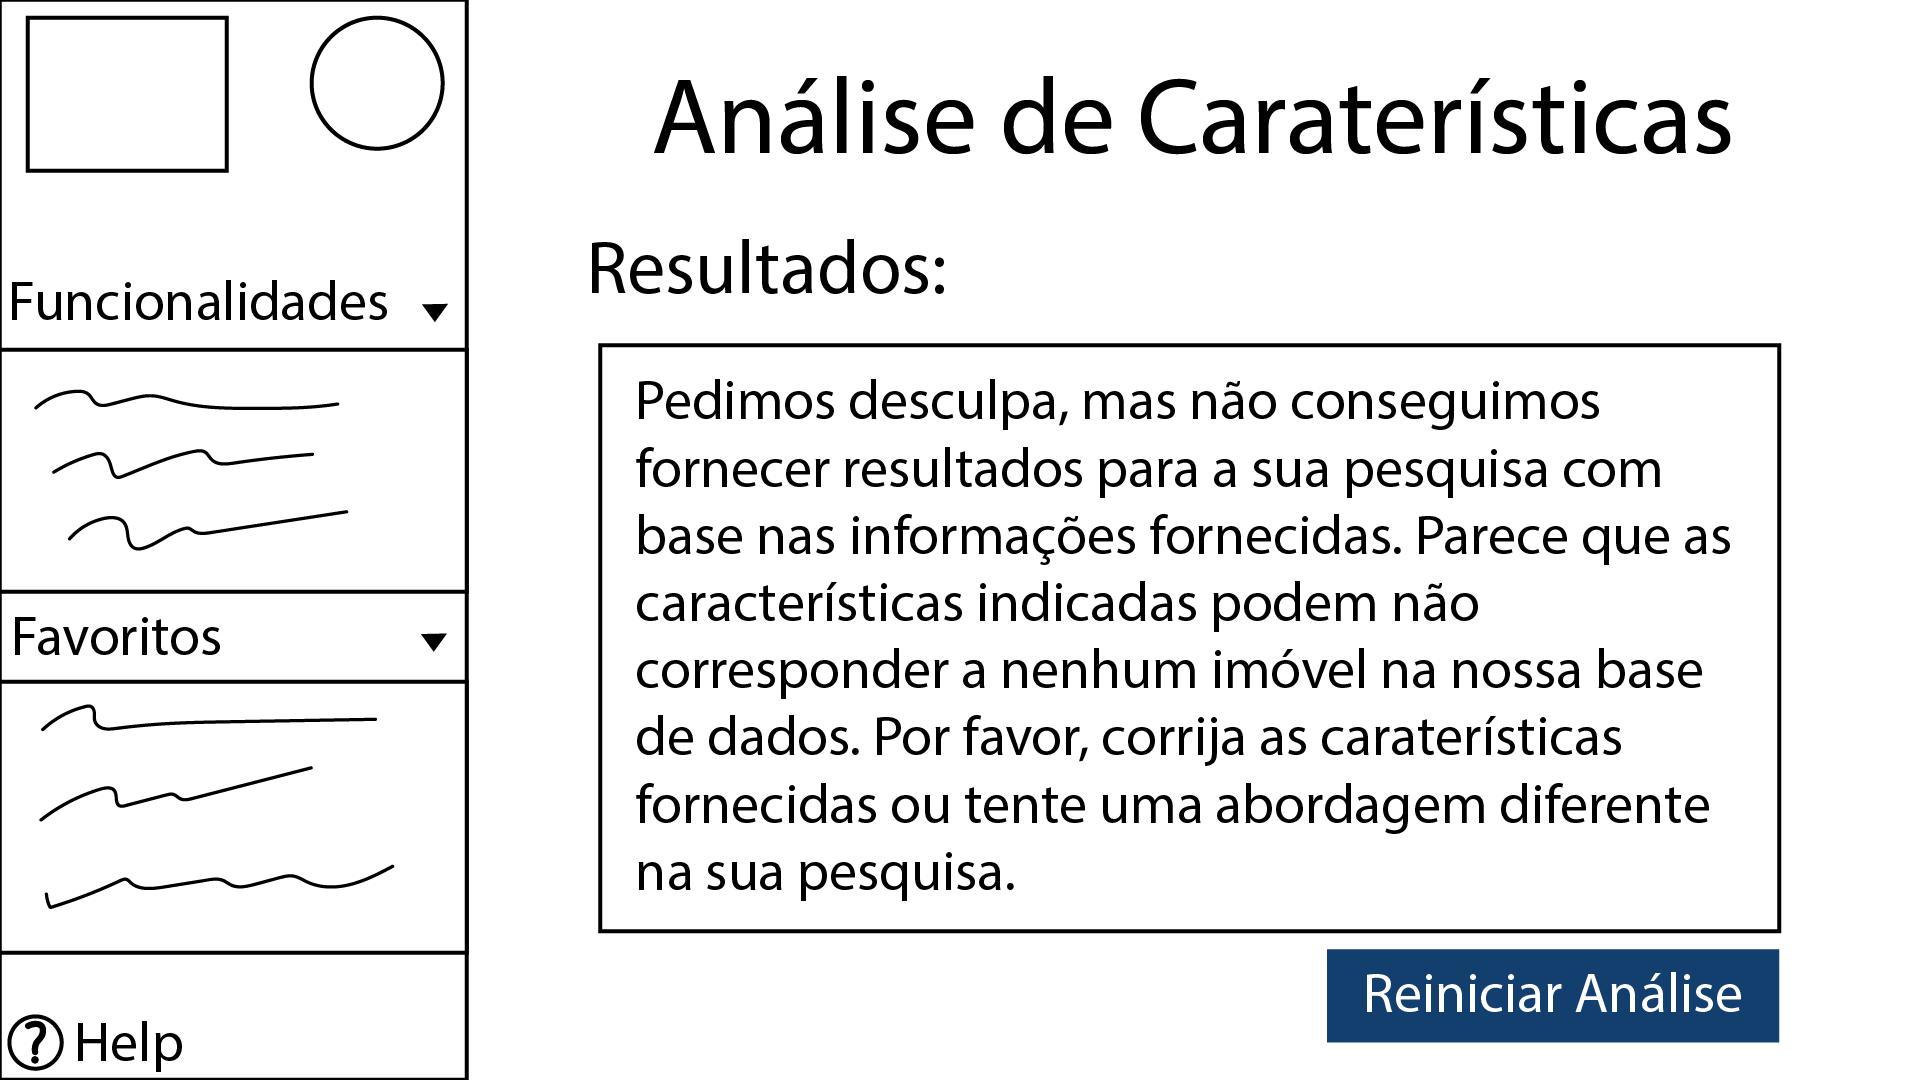 Análise de Caraterísticas
Funcionalidades
Favoritos
? Help
Resultados:
Pedimos desculpa, mas não conseguimos
fornecer resultados para a sua pesquisa com
base nas informações fornecidas. Parece que as
características indicadas podem não
corresponder a nenhum imóvel na nossa base
de dados. Por favor, corrija as caraterísticas
fornecidas ou tente uma abordagem diferente
na sua pesquisa.
Reiniciar Análise